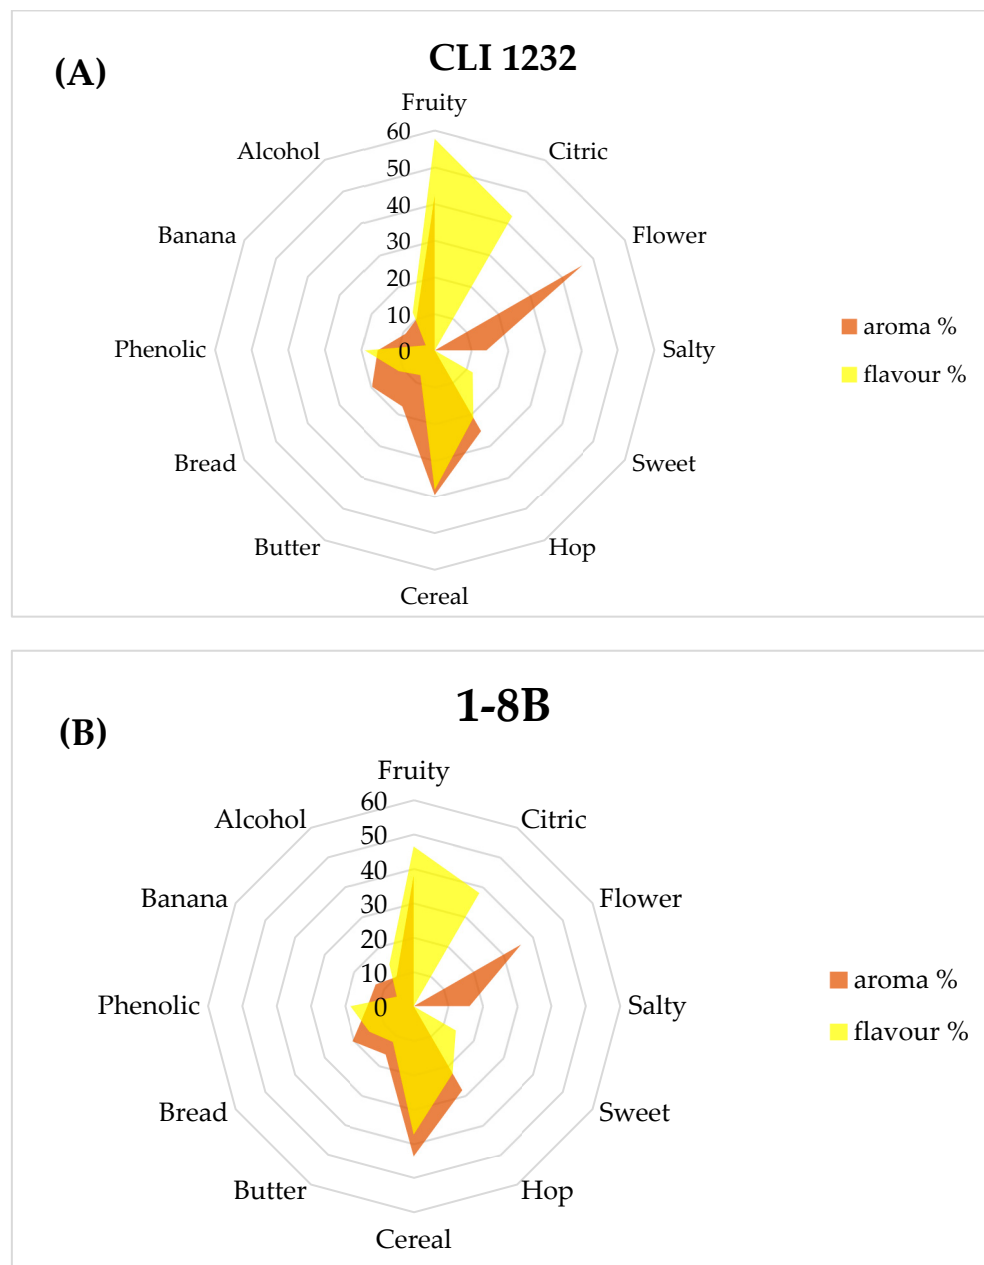 (A)
CLI 1232
Fruity
Alcohol
Citric
60
50
40
30
20
10
0
Banana
Flower
Phenolic
Salty
Bread
Sweet
Butter
Hop
Cereal
aroma %
flavour %
(B)
1-8B
Fruity
Alcohol
Citric
60
50
40
30
20
10
0
Banana
Flower
Phenolic
Salty
Bread
Sweet
Butter
Hop
Cereal
aroma %
flavour %